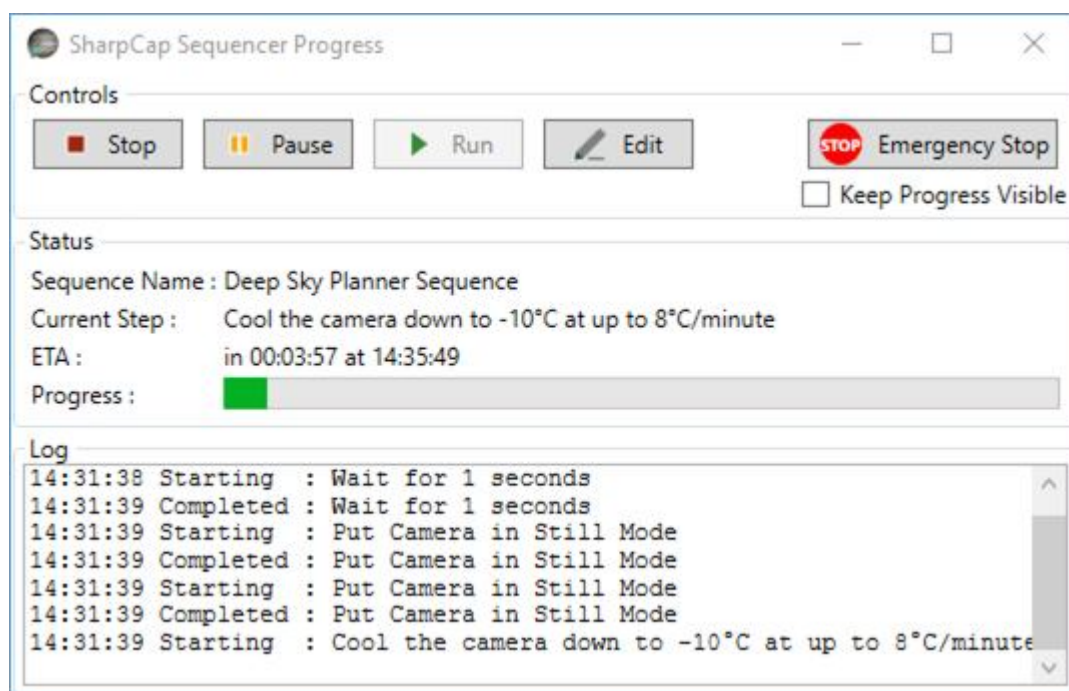 SharpCap Sequencer Progress
Controls
Stop Pause Run Edit STOP Emergency Stop
Keep Progress Visible
Status
Sequence Name : Deep Sky Planner Sequence
Current Step : Cool the camera down to -10°C at up to 8°C/minute
ETA : in 00:03:57 at 14:35:49
Progress :
Log
14:31:38 Starting  : Wait for 1 seconds
14:31:39 Completed : Wait for 1 seconds
14:31:39 Starting  : Put Camera in Still Mode
14:31:39 Completed : Put Camera in Still Mode
14:31:39 Starting  : Put Camera in Still Mode
14:31:39 Completed : Put Camera in Still Mode
14:31:39 Starting  : Cool the camera down to -10°C at up to 8°C/minute